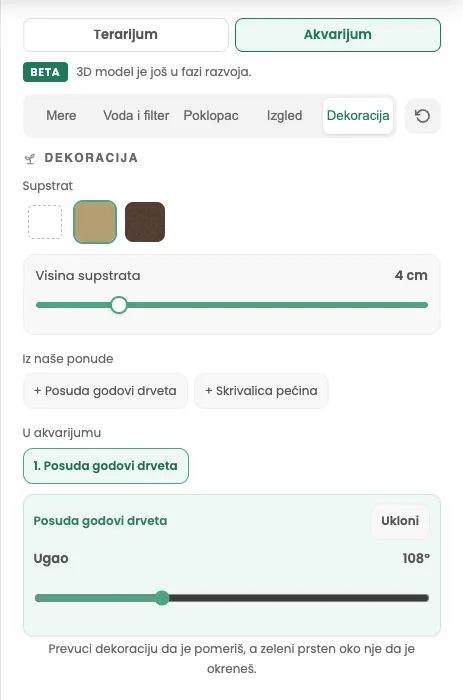 Terarijum
Akvarijum
BETA 3D model je još u fazi razvoja.
Mere
Voda i filter
Poklopac
Izgled
Dekoracija
DEKORACIJA
Supstrat
Visina supstrata
4 cm
Iz naše ponude
+ Posuda godovi drveta
+ Skrivalica pećina
U akvarijumu
1. Posuda godovi drveta
Posuda godovi drveta
Ukloni
Ugao
108°
Prevuci dekoraciju da je pomeriš, a zeleni prsten oko nje da je
okreneš.